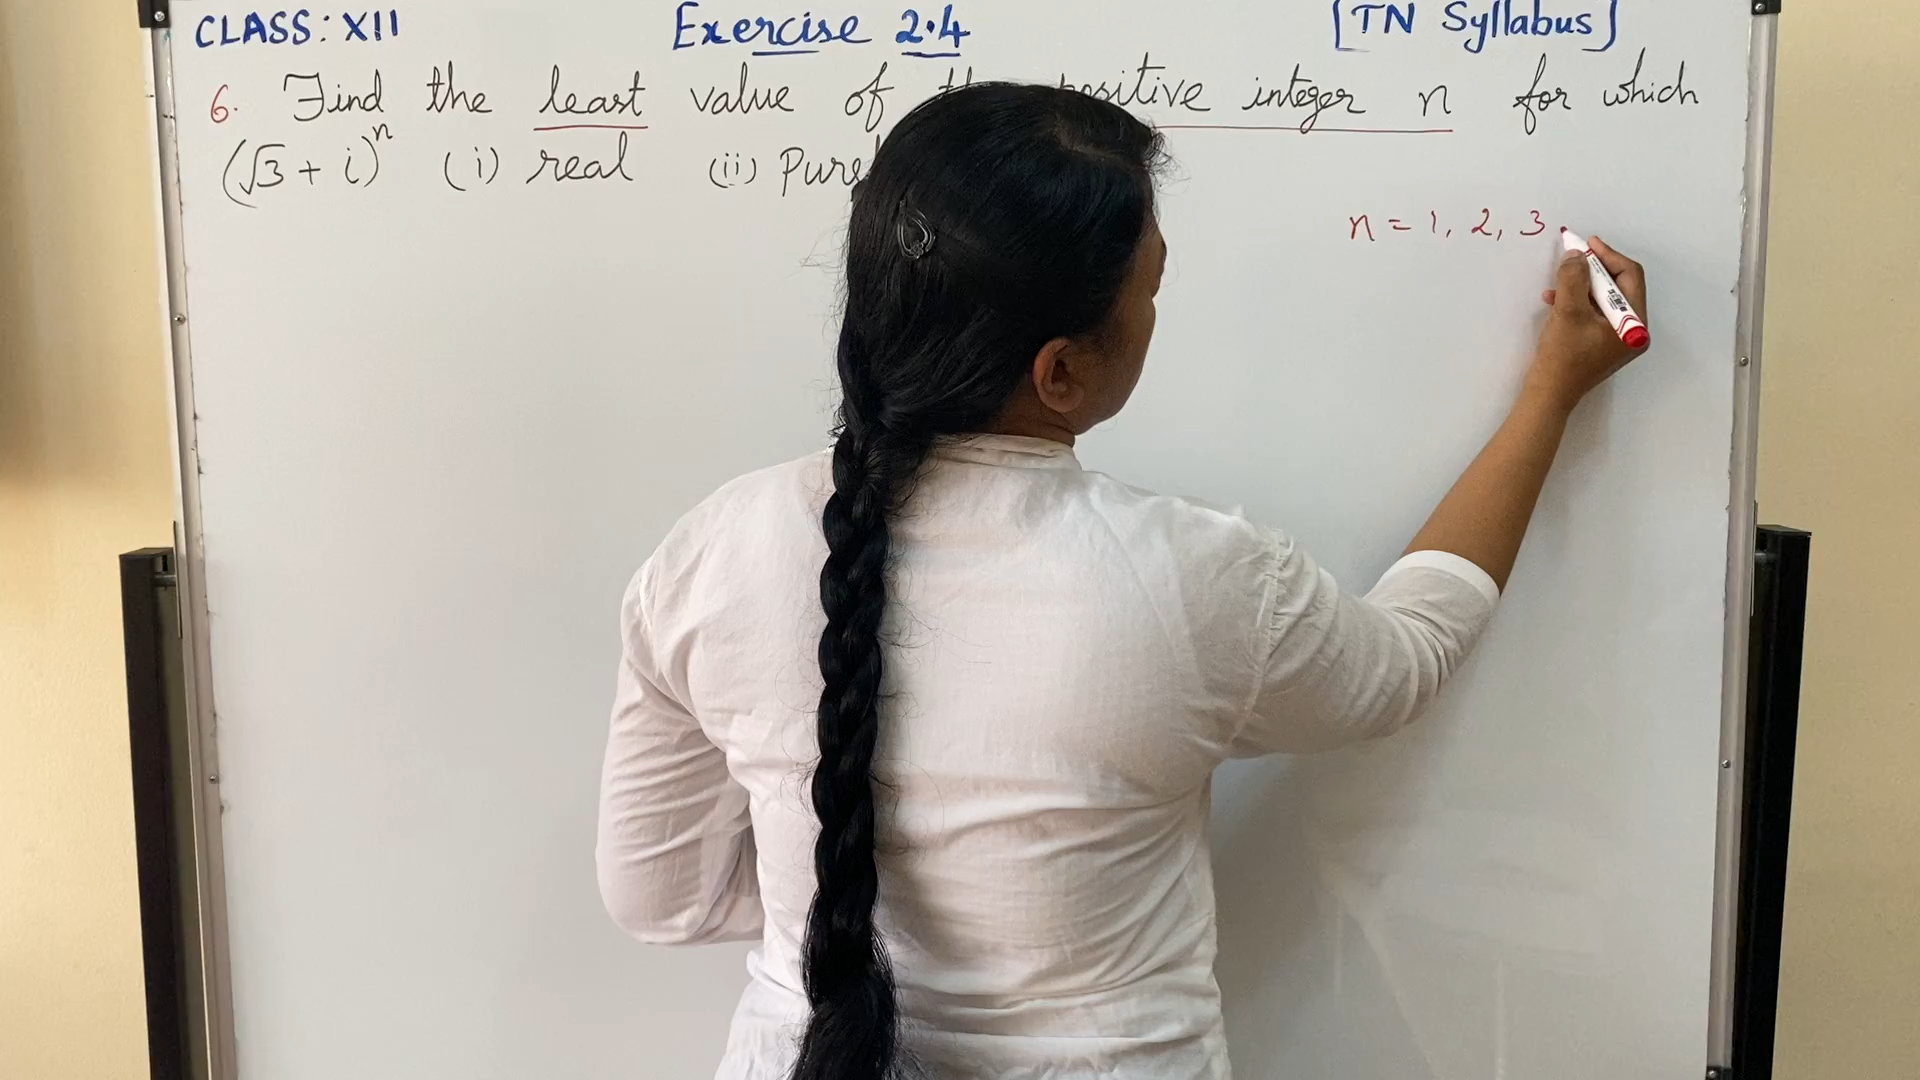 CLASS: XII Exercise 2.4 [TN Syllabus]
6. Find the least value of positive integer n for which
(√3 + i)ⁿ (i) real (ii)
n = 1, 2, 3 .